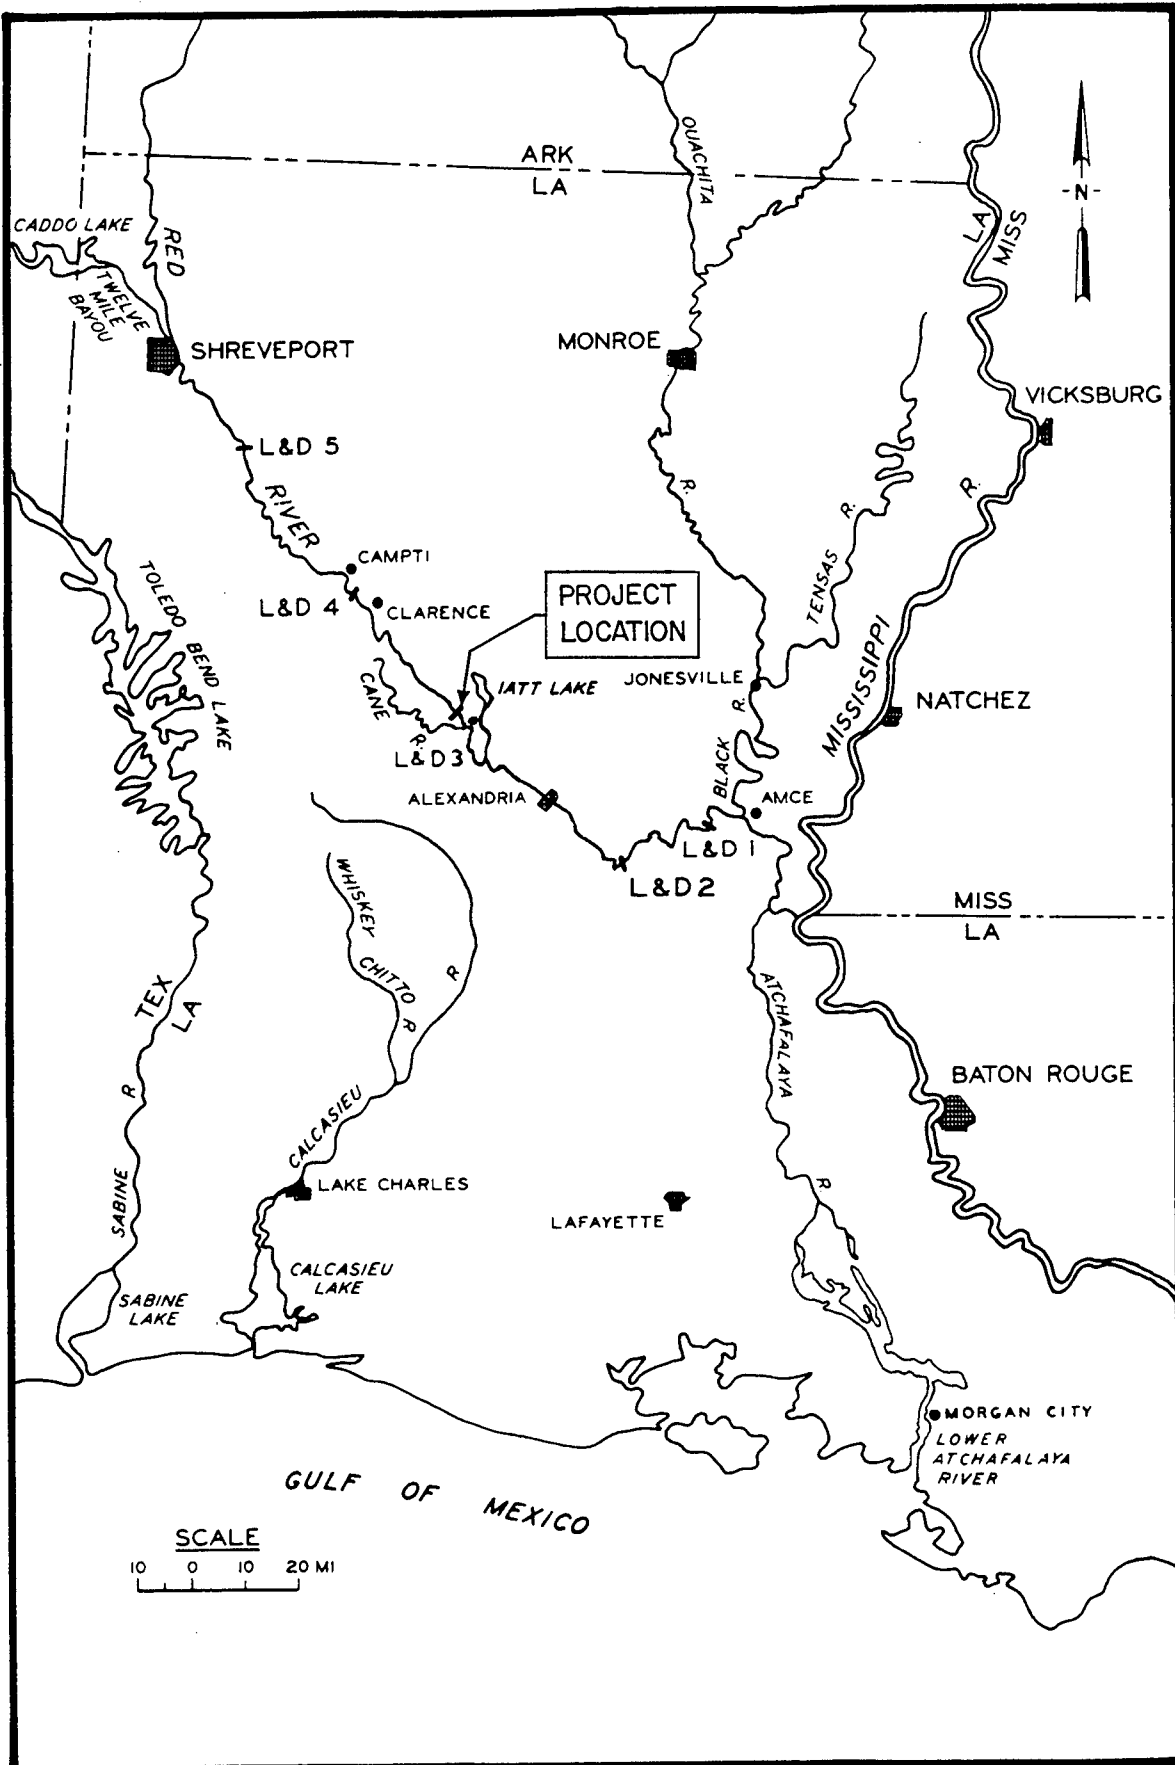 ARK
LA
OUACHITA
-N-
CADDO LAKE
RED
LA
MISS
TWELVE
MILE
BAYOU
SHREVEPORT
MONROE
VICKSBURG
L&D 5
RIVER
R.
R.
R.
CAMPTI
TOLEDO BEND LAKE
L&D 4
CLARENCE
PROJECT
LOCATION
TENSAS
CANE
R.
IATT LAKE
JONESVILLE
R.
MISSISSIPPI
NATCHEZ
L&D3
BLACK
ALEXANDRIA
AMCE
L&D 1
L&D2
WHISKEY
CHITTO
R
R
MISS
LA
TEX
LA
ATCHAFALAYA
R
BATON ROUGE
R
CALCASIEU
SABINE
LAKE CHARLES
LAFAYETTE
CALCASIEU
LAKE
SABINE
LAKE
MORGAN CITY
LOWER
ATCHAFALAYA
RIVER
GULF OF MEXICO
SCALE
10 0 10 20 MI